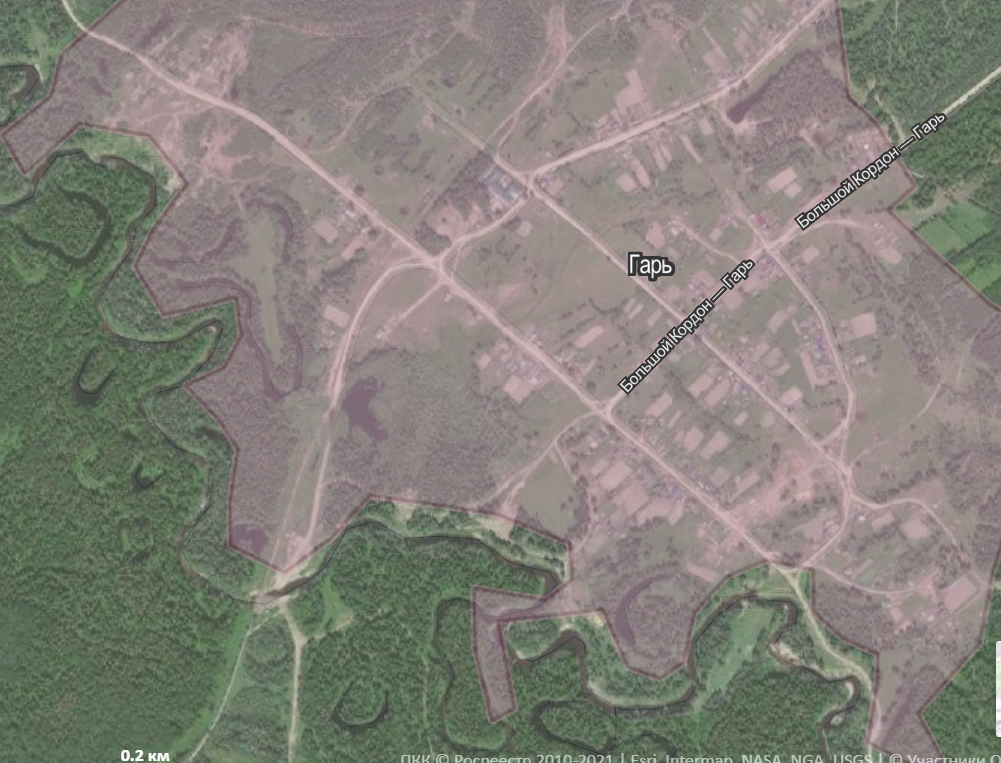 Большой Кордон — Гарь
Гарь
Большой Кордон — Гарь
0.2 км
ПКК © Росреестр 2010-2021 | Esri, Intermap, NASA, NGA, USGS | © Участники